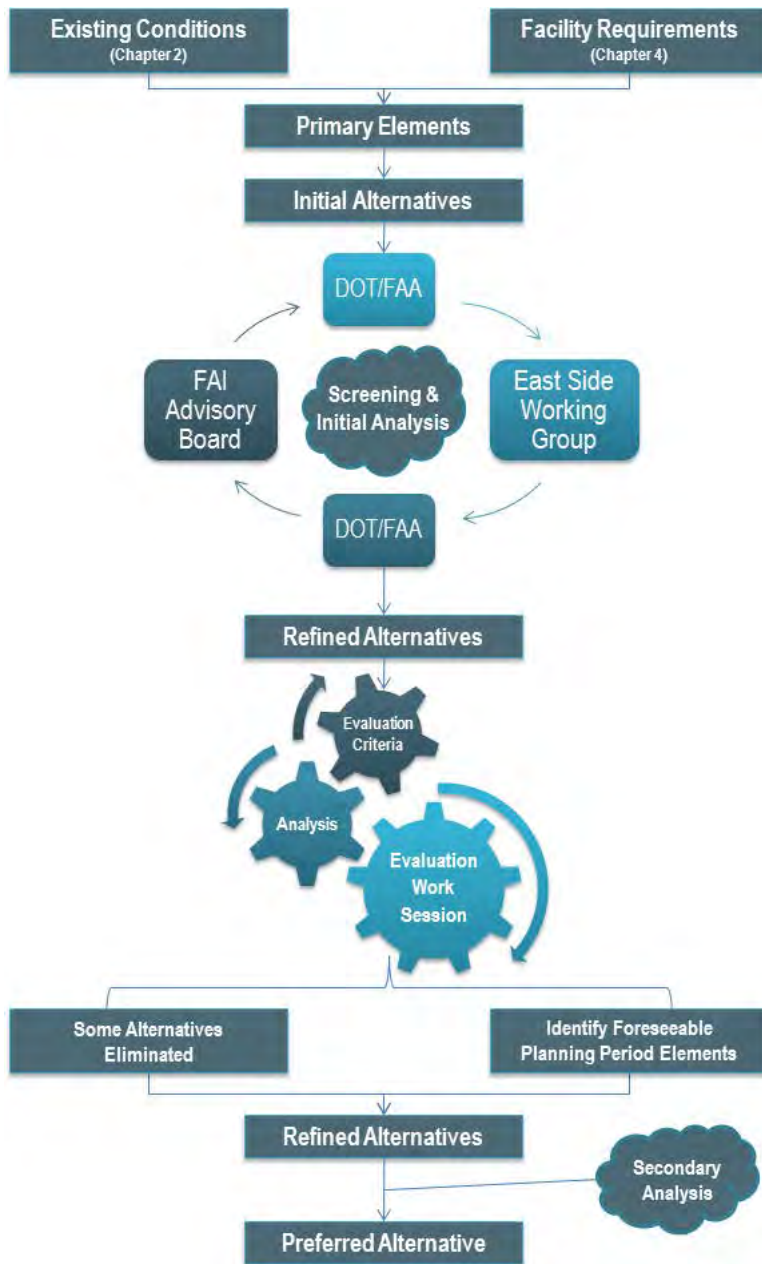 Existing Conditions
(Chapter 2)
Facility Requirements
(Chapter 4)
Primary Elements
Initial Alternatives
DOT/FAA
FAI
Advisory
Board
Screening &
Initial Analysis
East Side
Working
Group
DOT/FAA
Refined Alternatives
Evaluation
Criteria
Analysis
Evaluation
Work
Session
Some Alternatives
Eliminated
Identify Foreseeable
Planning Period Elements
Refined Alternatives
Secondary
Analysis
Preferred Alternative